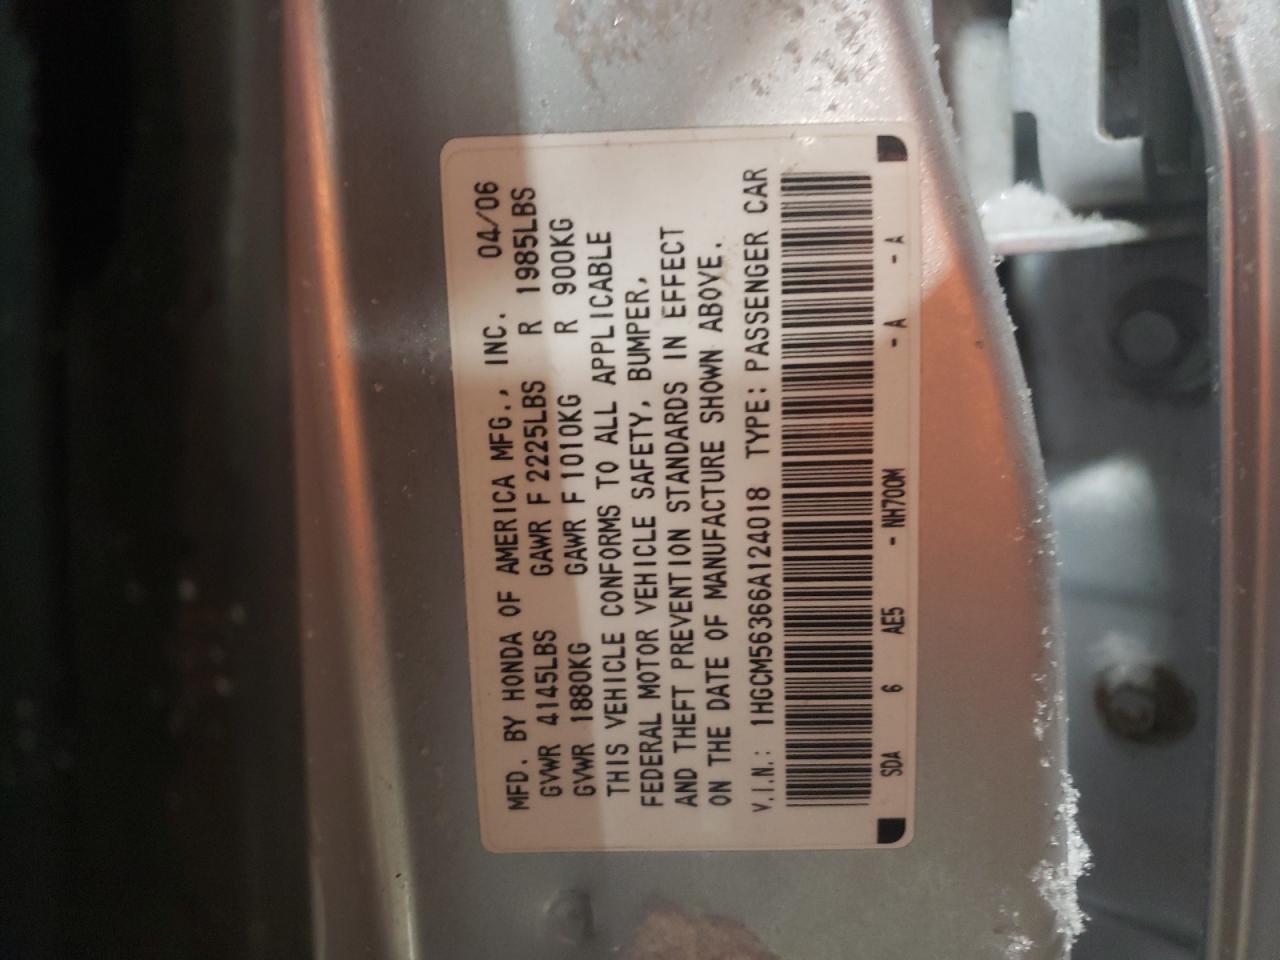 MFD. BY HONDA OF AMERICA MFG., INC. 04/06
GVWR 4145LBS GAWR F 2225LBS R 1985LBS
GVWR 1880KG GAWR F 1010KG R 900KG
THIS VEHICLE CONFORMS TO ALL APPLICABLE
FEDERAL MOTOR VEHICLE SAFETY, BUMPER,
AND THEFT PREVENTION STANDARDS IN EFFECT
ON THE DATE OF MANUFACTURE SHOWN ABOVE.
V.I.N.: 1HGCM56366A124018 TYPE: PASSENGER CAR
SDA 6 AE5 - NH700M - A - A